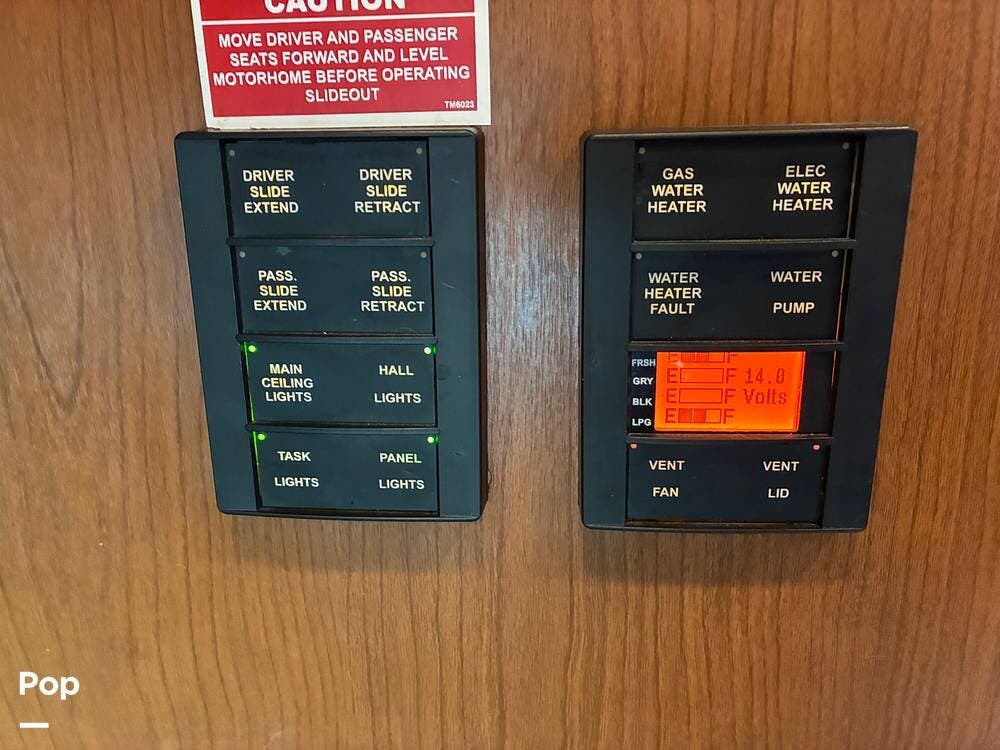 CAUTION
MOVE DRIVER AND PASSENGER
SEATS FORWARD AND LEVEL
MOTORHOME BEFORE OPERATING
SLIDEOUT
TM6023
DRIVER
SLIDE
EXTEND
DRIVER
SLIDE
RETRACT
PASS.
SLIDE
EXTEND
PASS.
SLIDE
RETRACT
MAIN
CEILING
LIGHTS
HALL
LIGHTS
TASK
LIGHTS
PANEL
LIGHTS
GAS
WATER
HEATER
ELEC
WATER
HEATER
WATER
HEATER
FAULT
WATER
PUMP
FRSH E F
GRY E F 14.0
BLK E F Volts
LPG E F
VENT
FAN
VENT
LID
Pop